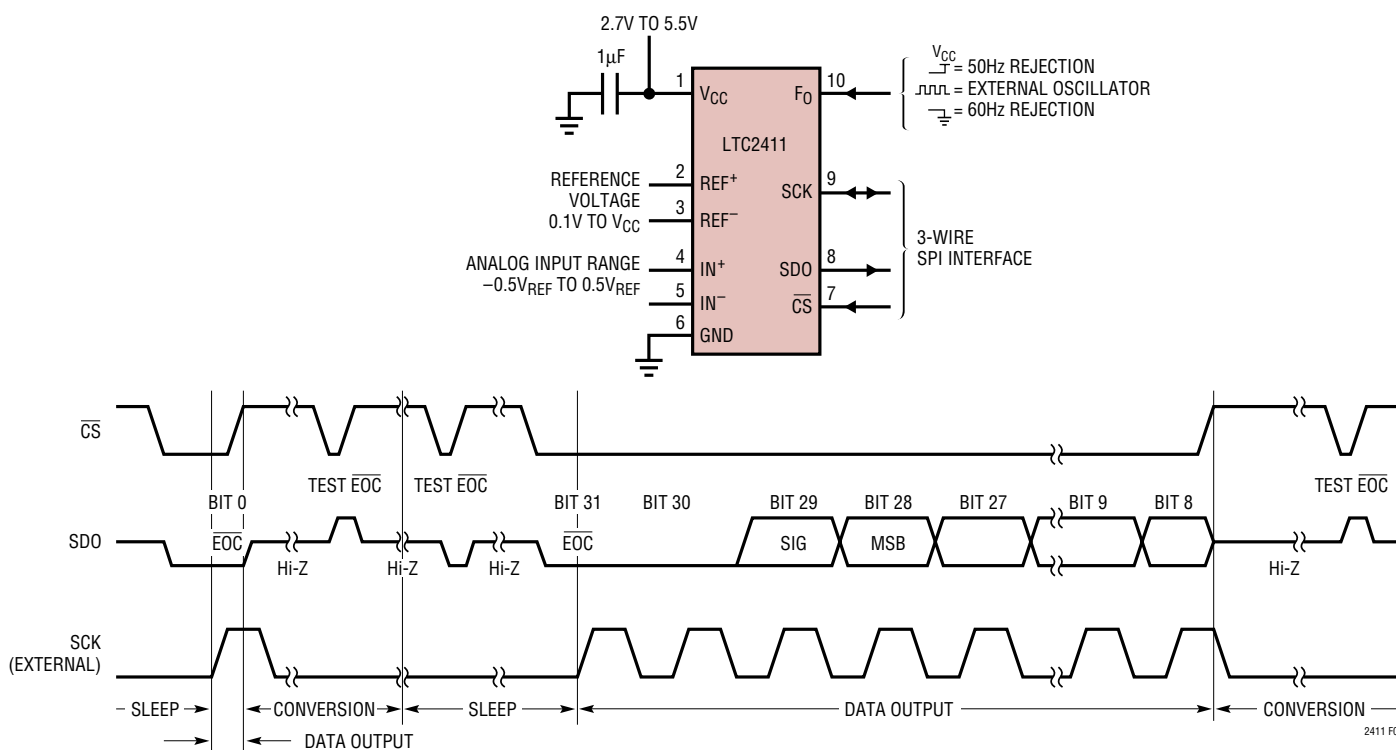 2.7V TO 5.5V
1µF
1
VCC
LTC2411
FO
10
VCC
= 50Hz REJECTION
= EXTERNAL OSCILLATOR
= 60Hz REJECTION
REFERENCE
VOLTAGE
0.1V TO VCC
2
REF+
3
REF–
SCK
9
ANALOG INPUT RANGE
–0.5VREF TO 0.5VREF
4
IN+
5
IN–
6
GND
SDO
8
CS
7
3-WIRE
SPI INTERFACE
CS
TEST EOC
TEST EOC
TEST EOC
BIT 0
BIT 31
BIT 30
BIT 29
BIT 28
BIT 27
BIT 9
BIT 8
SDO
EOC
EOC
SIG
MSB
Hi-Z
Hi-Z
Hi-Z
Hi-Z
SCK
(EXTERNAL)
SLEEP
CONVERSION
SLEEP
DATA OUTPUT
CONVERSION
DATA OUTPUT